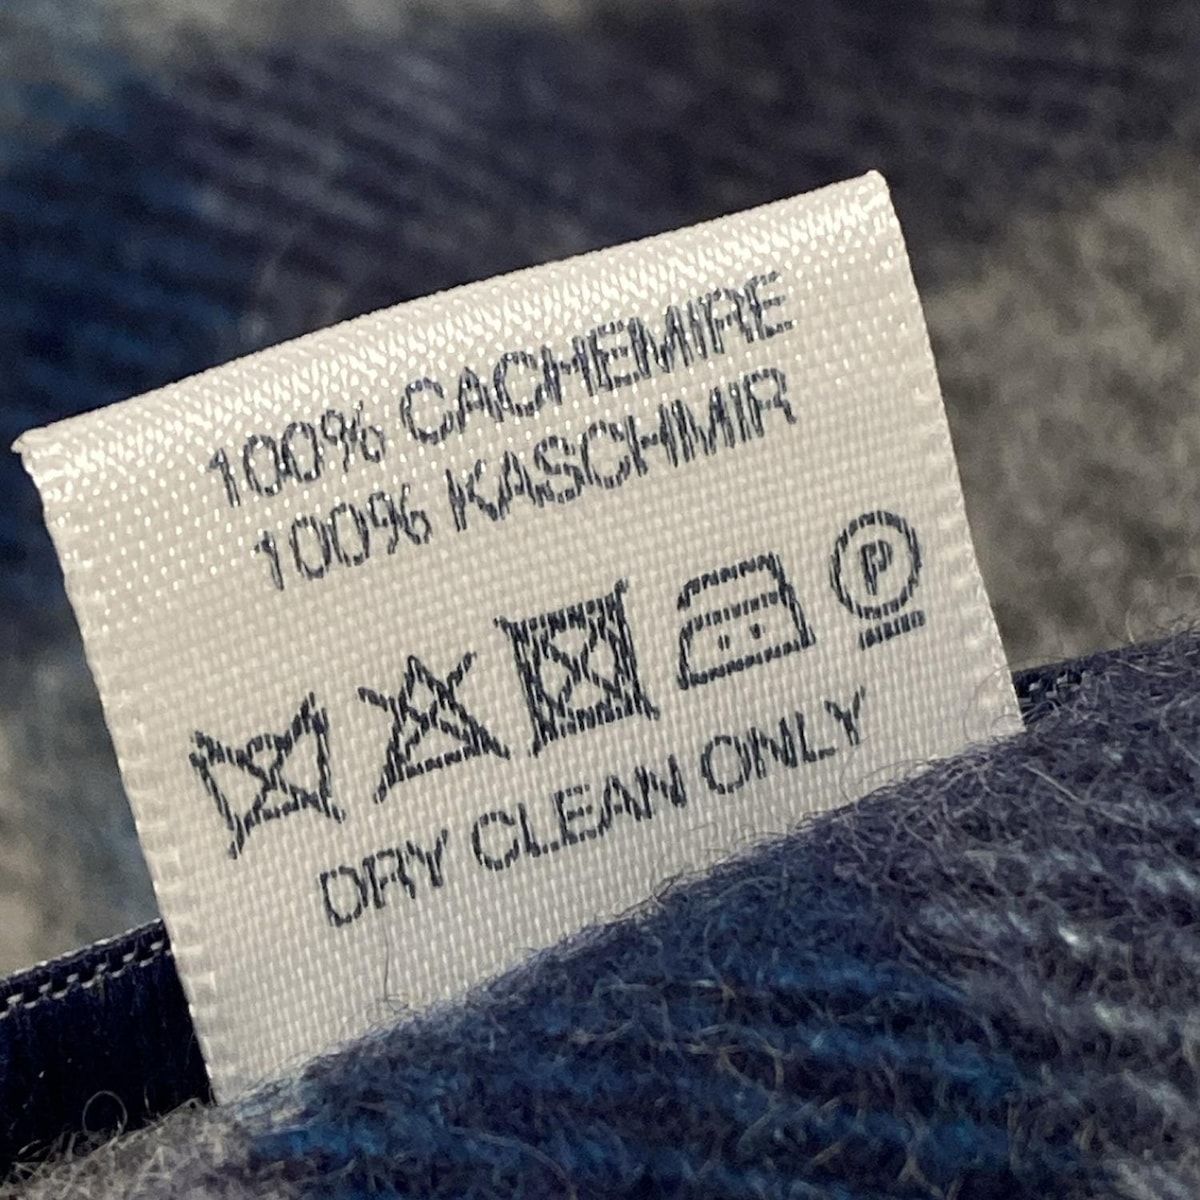 100% CACHEMIRE
100% KASCHMIR
P
DRY CLEAN ONLY